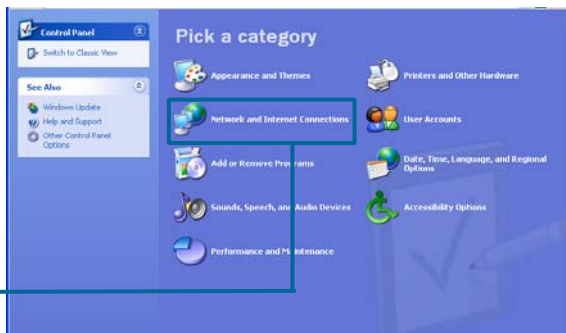 Control Panel
Switch to Classic View
See Also
Windows Update
Help and Support
Other Control Panel
Options
Pick a category
Appearance and Themes
Printers and Other Hardware
Network and Internet Connections
User Accounts
Add or Remove Programs
Date, Time, Language, and Regional
Options
Sounds, Speech, and Audio Devices
Accessibility Options
Performance and Maintenance